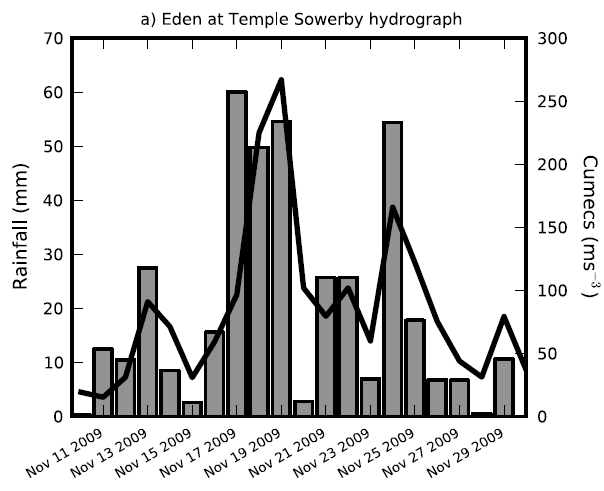 a) Eden at Temple Sowerby hydrograph
70
60
50
40
30
20
10
0
Rainfall (mm)
300
250
200
150
100
50
0
Cumecs (ms⁻³)
Nov 11 2009
Nov 13 2009
Nov 15 2009
Nov 17 2009
Nov 19 2009
Nov 21 2009
Nov 23 2009
Nov 25 2009
Nov 27 2009
Nov 29 2009